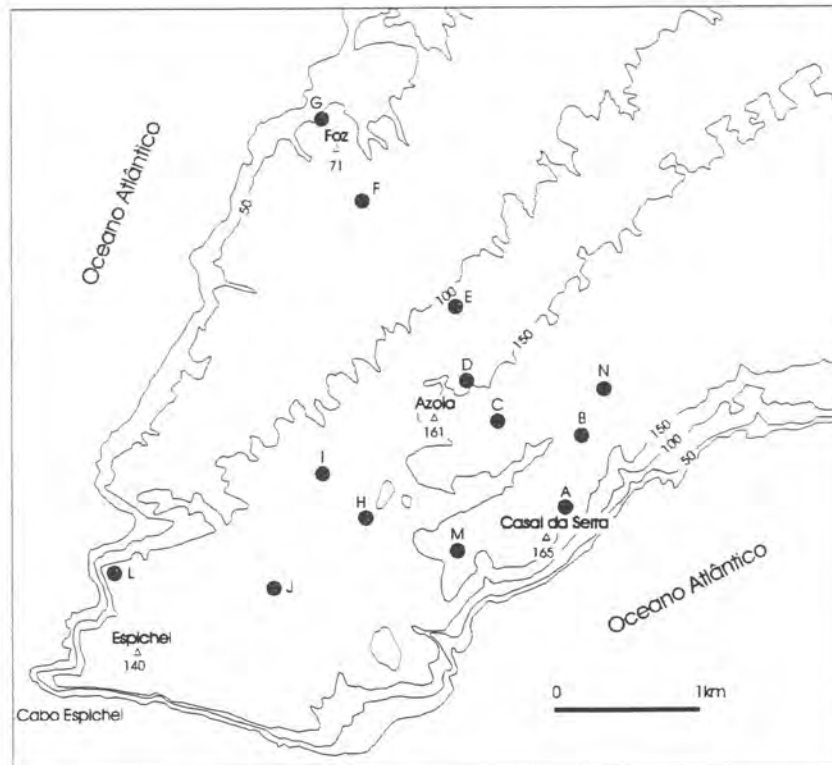 G
Foz
71
F
Oceano Atlântico
50
100
E
150
D
N
Azoia
161
C
B
150
100
50
I
A
H
Casal da Serra
165
M
L
J
Oceano Atlântico
Espichel
140
0 1km
Cabo Espichel